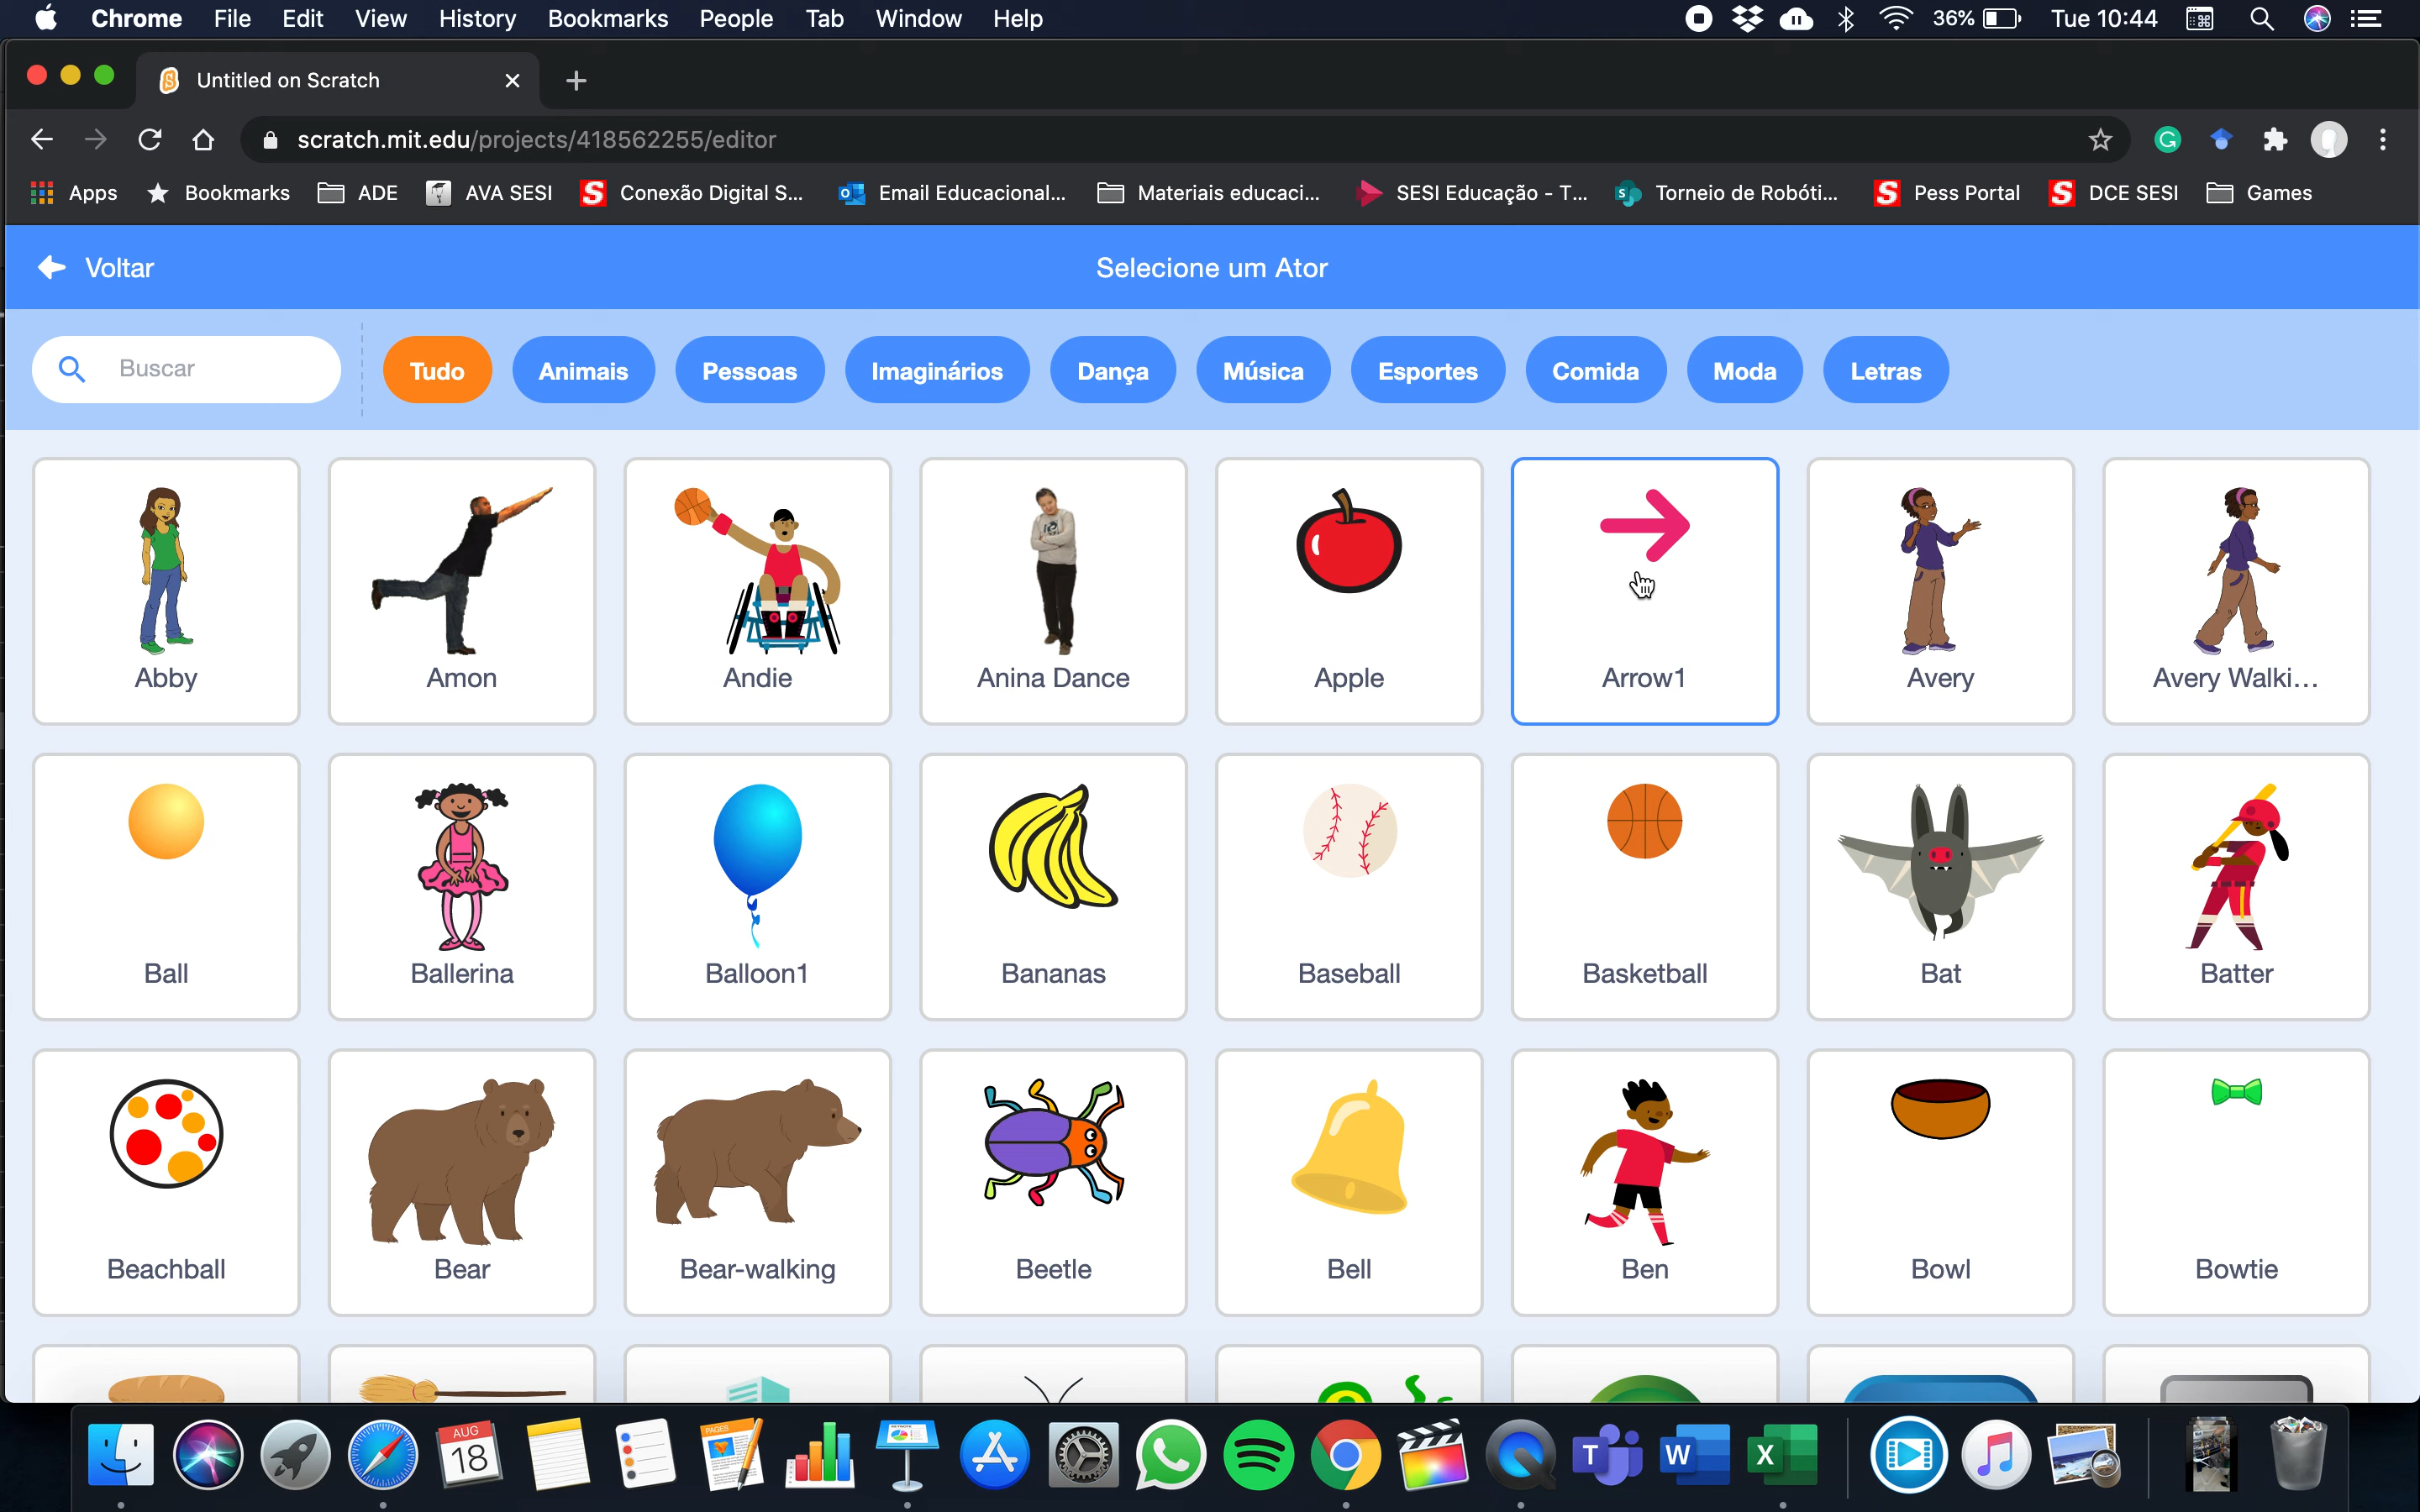 Chrome File Edit View History Bookmarks People Tab Window Help 36% Tue 10:44
Untitled on Scratch
scratch.mit.edu/projects/418562255/editor
Apps Bookmarks ADE AVA SESI Conexão Digital S... Email Educacional... Materiais educaci... SESI Educação - T... Torneio de Robóti... Pess Portal DCE SESI Games
Voltar Selecione um Ator
Buscar Tudo Animais Pessoas Imaginários Dança Música Esportes Comida Moda Letras
Abby Amon Andie Anina Dance Apple Arrow1 Avery Avery Walki...
Ball Ballerina Balloon1 Bananas Baseball Basketball Bat Batter
Beachball Bear Bear-walking Beetle Bell Ben Bowl Bowtie
AUG
18
PAGES
T W X